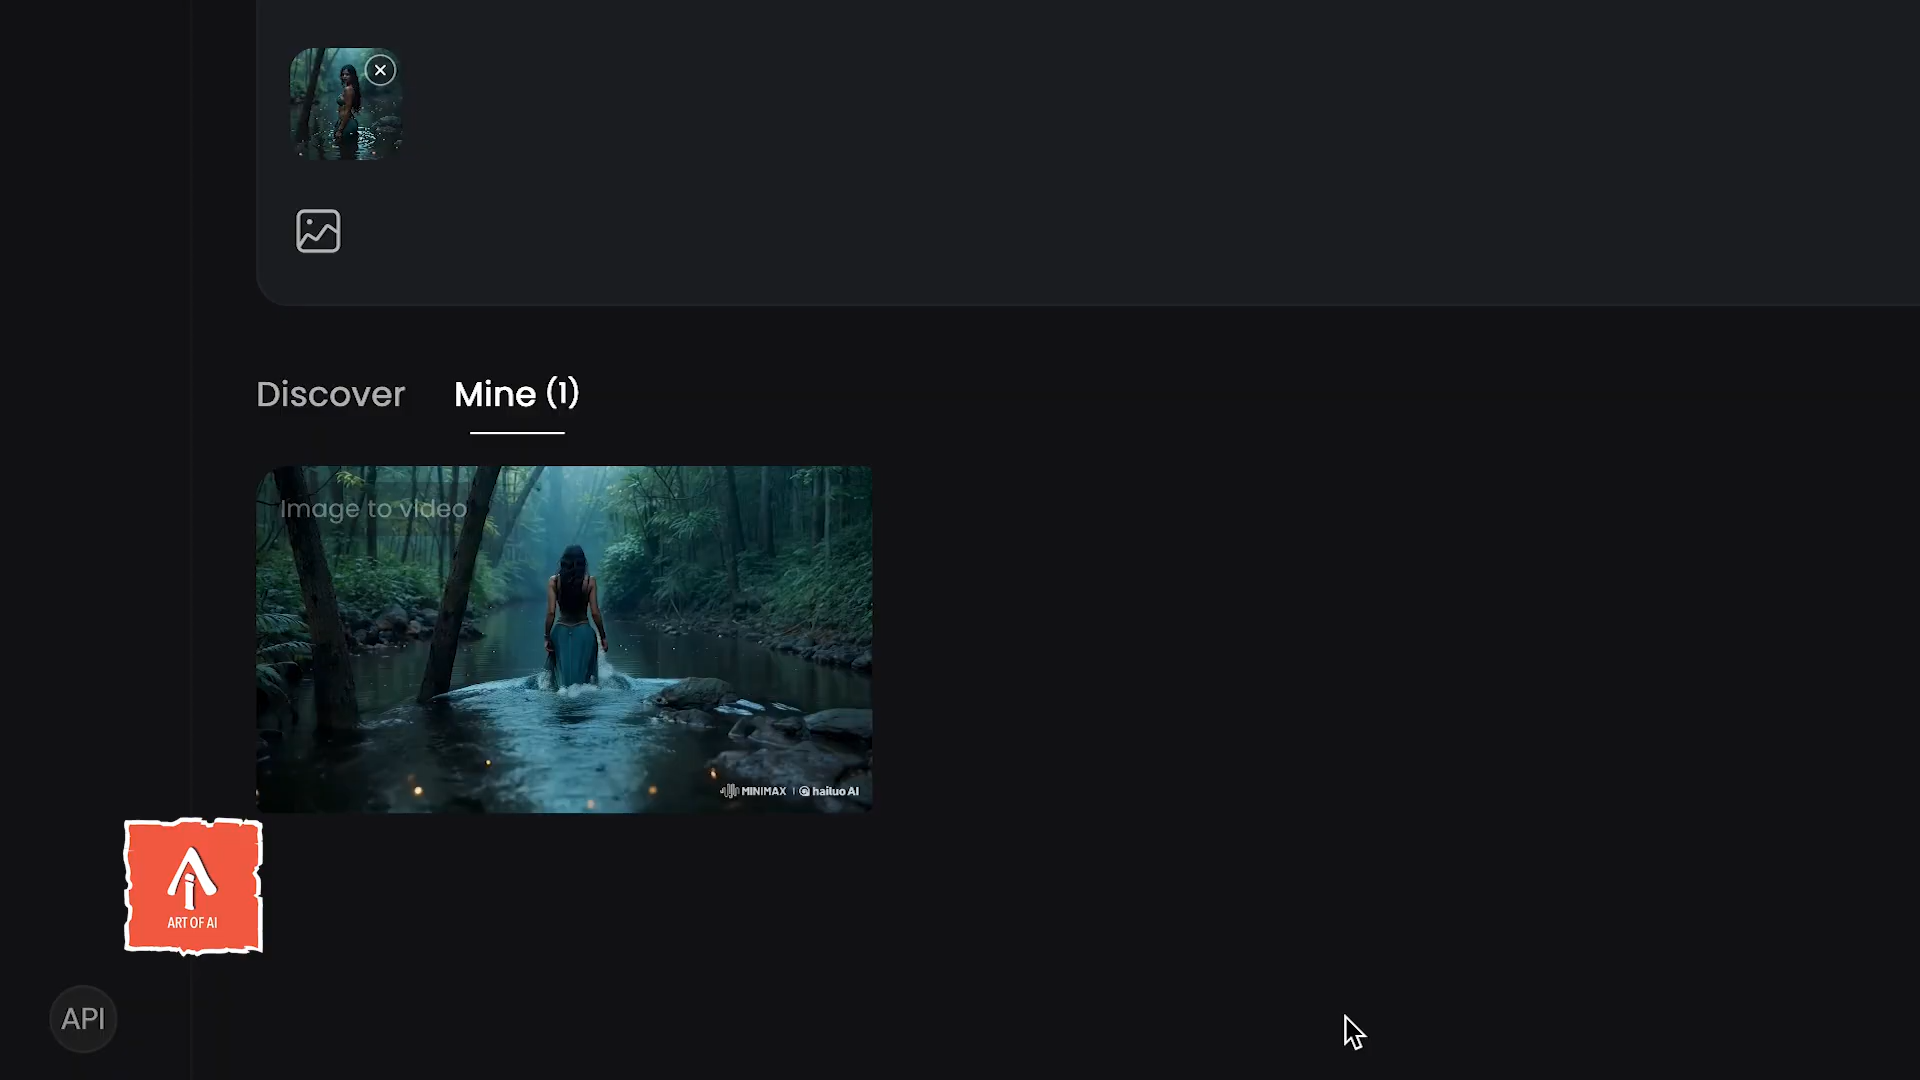 Discover Mine (1)
Image to video
MINIMAX | hailuo AI
ART OF AI
API